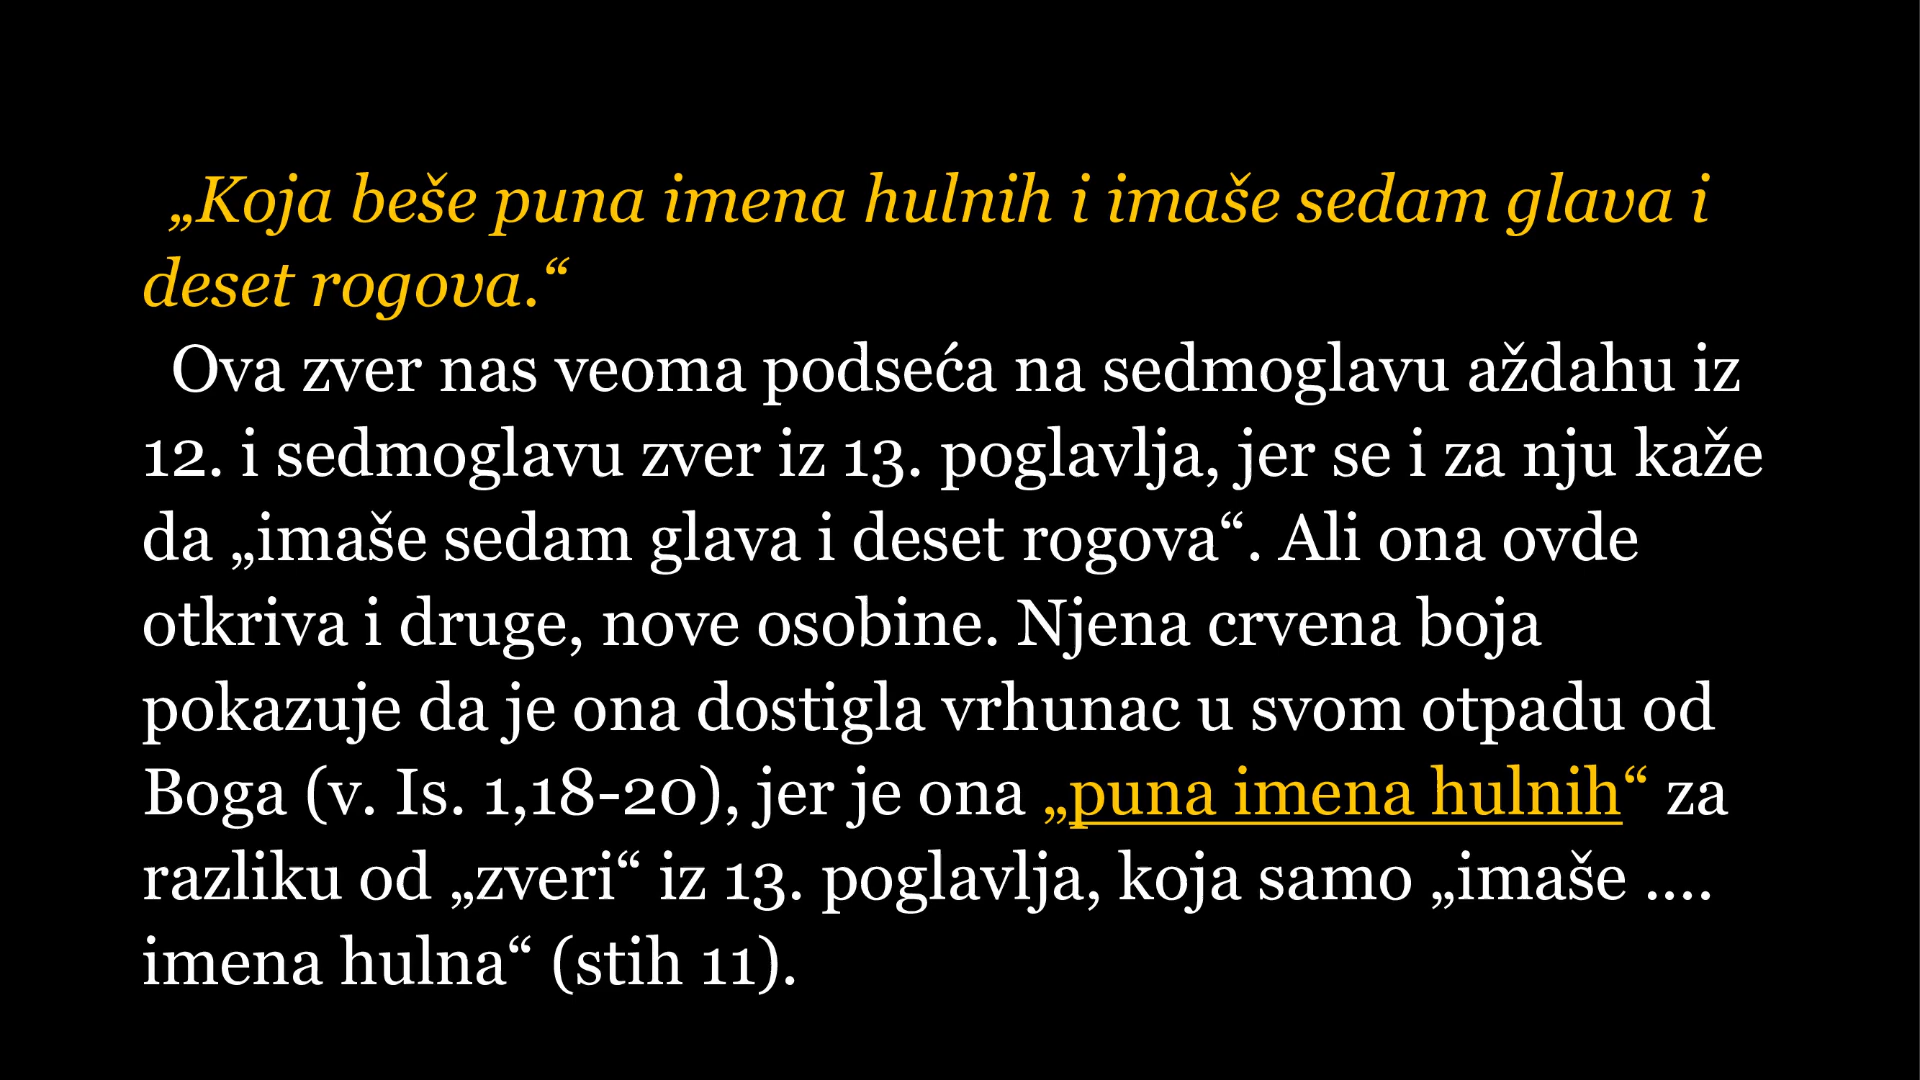 „Koja beše puna imena hulnih i imaše sedam glava i
deset rogova.“
Ova zver nas veoma podseća na sedmoglavu aždahu iz
12. i sedmoglavu zver iz 13. poglavlja, jer se i za nju kaže
da „imaše sedam glava i deset rogova“. Ali ona ovde
otkriva i druge, nove osobine. Njena crvena boja
pokazuje da je ona dostigla vrhunac u svom otpadu od
Boga (v. Is. 1,18-20), jer je ona „puna imena hulnih“ za
razliku od „zveri“ iz 13. poglavlja, koja samo „imaše ....
imena hulna“ (stih 11).